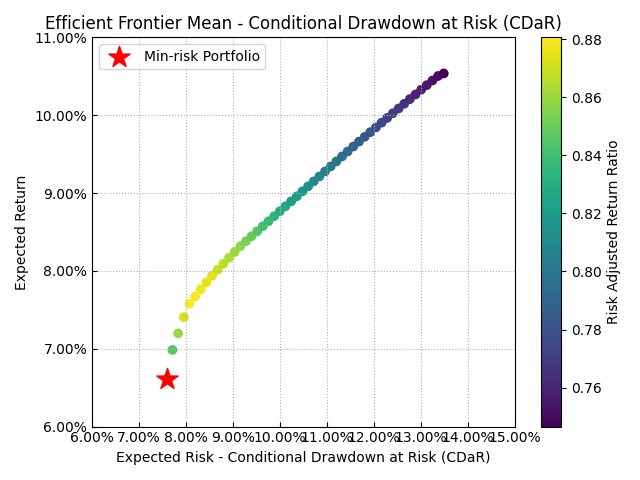 Efficient Frontier Mean - Conditional Drawdown at Risk (CDaR)
Min-risk Portfolio
Expected Return
11.00%
10.00%
9.00%
8.00%
7.00%
6.00%
6.00% 7.00% 8.00% 9.00% 10.00% 11.00% 12.00% 13.00% 14.00% 15.00%
Expected Risk - Conditional Drawdown at Risk (CDaR)
0.88
0.86
0.84
0.82
0.80
0.78
0.76
Risk Adjusted Return Ratio